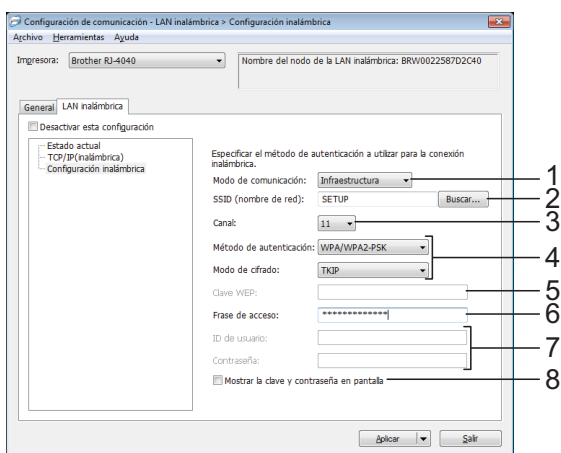 Configuración de comunicación - LAN inalámbrica > Configuración inalámbrica
Archivo Herramientas Ayuda
Impresora: Brother RJ-4040
Nombre del nodo de la LAN inalámbrica: BRW0022587D2C40
General LAN inalámbrica
Desactivar esta configuración
Estado actual
TCP/IP(inalámbrica)
Configuración inalámbrica
Especificar el método de autenticación a utilizar para la conexión
inalámbrica.
Modo de comunicación: Infraestructura 1
SSID (nombre de red): SETUP Buscar... 2
Canal: 11 3
Método de autenticación: WPA/WPA2-PSK
4
Modo de cifrado: TKIP
Clave WEP: 5
Frase de acceso: ************* 6
ID de usuario:
7
Contraseña:
Mostrar la clave y contraseña en pantalla 8
Aplicar Salir